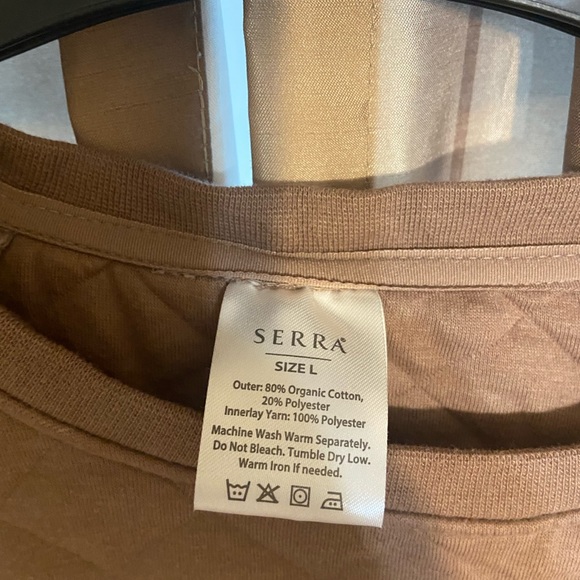 SERRA
SIZE L
Outer: 80% Organic Cotton,
20% Polyester
Innerlay Yarn: 100% Polyester
Machine Wash Warm Separately.
Do Not Bleach. Tumble Dry Low.
Warm Iron If needed.